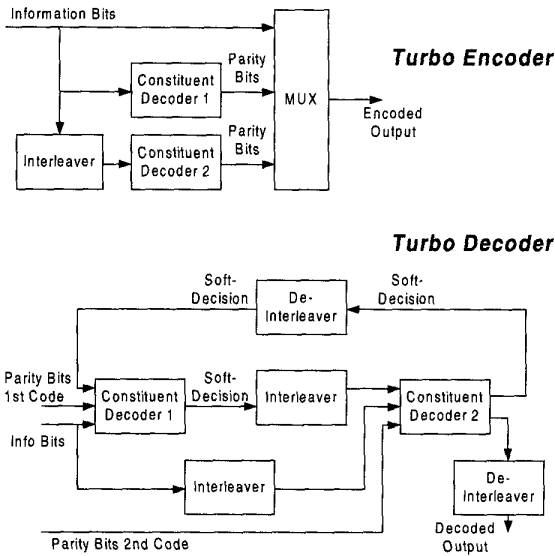 Information Bits
Turbo Encoder
Parity
Bits
Constituent
Decoder 1
MUX
Encoded
Output
Parity
Bits
Interleaver
Constituent
Decoder 2
Turbo Decoder
Soft-
Decision
De-
Interleaver
Soft-
Decision
Parity Bits
1st Code
Constituent
Decoder 1
Soft-
Decision
Interleaver
Constituent
Decoder 2
Info Bits
Interleaver
De-
Interleaver
Parity Bits 2nd Code
Decoded
Output